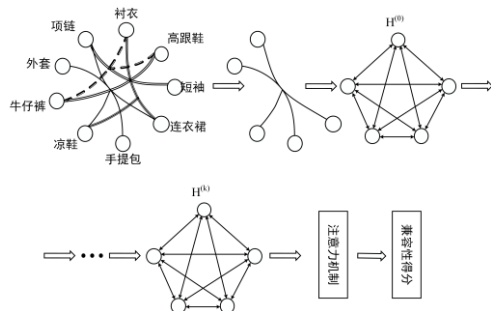 衬衣
项链
高跟鞋
外套
短袖
牛仔裤
连衣裙
凉鞋
手提包
H(0)
H(k)
注意力机制
兼容性得分